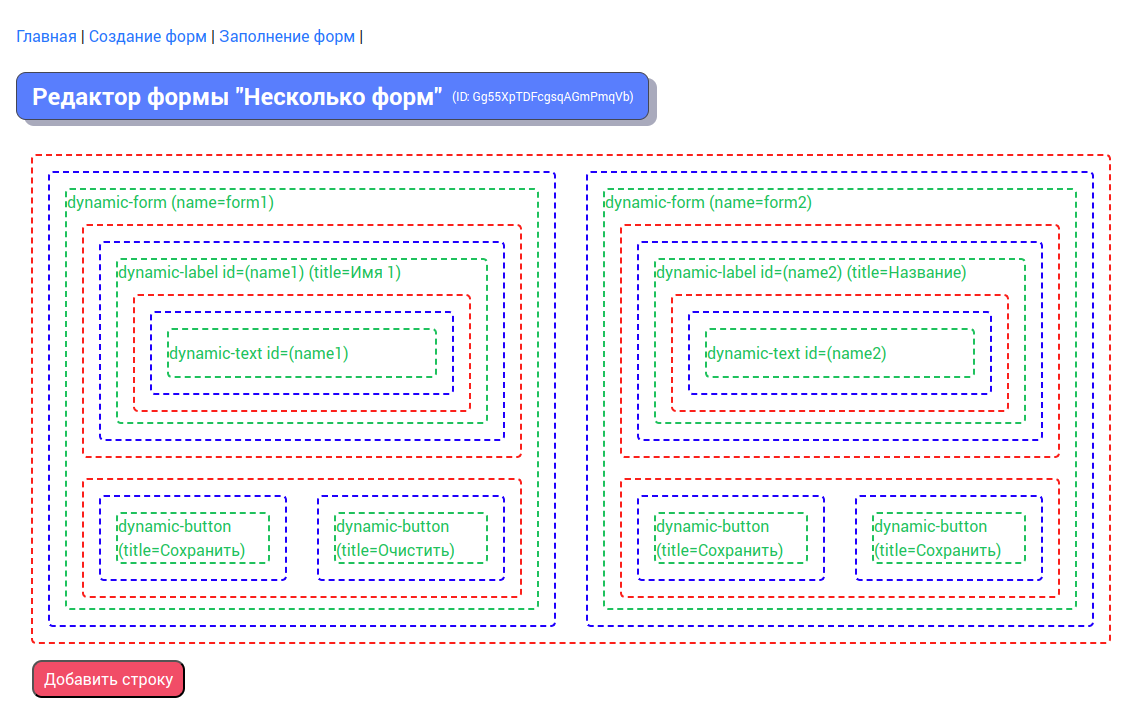 Главная | Создание форм | Заполнение форм |
Редактор формы "Несколько форм" (ID: Gg55XpTDFcgsqAGmPmqVb)
dynamic-form (name=form1)
dynamic-label id=(name1) (title=Имя 1)
dynamic-text id=(name1)
dynamic-button
(title=Сохранить)
dynamic-button
(title=Очистить)
dynamic-form (name=form2)
dynamic-label id=(name2) (title=Название)
dynamic-text id=(name2)
dynamic-button
(title=Сохранить)
dynamic-button
(title=Сохранить)
Добавить строку